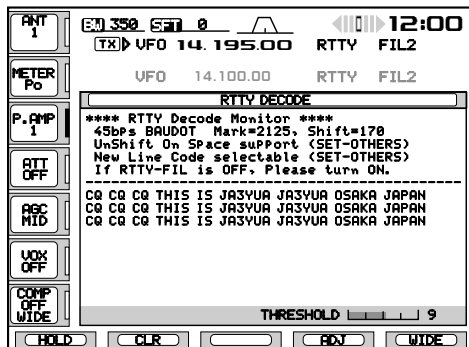 ANT 1
BW 350 SFT 0 12:00
TX VFO 14.195.00 RTTY FIL2
METER Po
VFO 14.100.00 RTTY FIL2
RTTY DECODE
P.AMP 1
**** RTTY Decode Monitor ****
45bps BAUDOT Mark=2125, Shift=170
UnShift On SPace suPPort (SET-OTHERS)
New Line Code selectable (SET-OTHERS)
If RTTY-FIL is OFF, Please turn ON.
ATT OFF
--------------------------------------------
CQ CQ CQ THIS IS JA3YUA JA3YUA OSAKA JAPAN
CQ CQ CQ THIS IS JA3YUA JA3YUA OSAKA JAPAN
CQ CQ CQ THIS IS JA3YUA JA3YUA OSAKA JAPAN
AGC MID
VOX OFF
COMP OFF WIDE
THRESHOLD 9
HOLD CLR ADJ WIDE